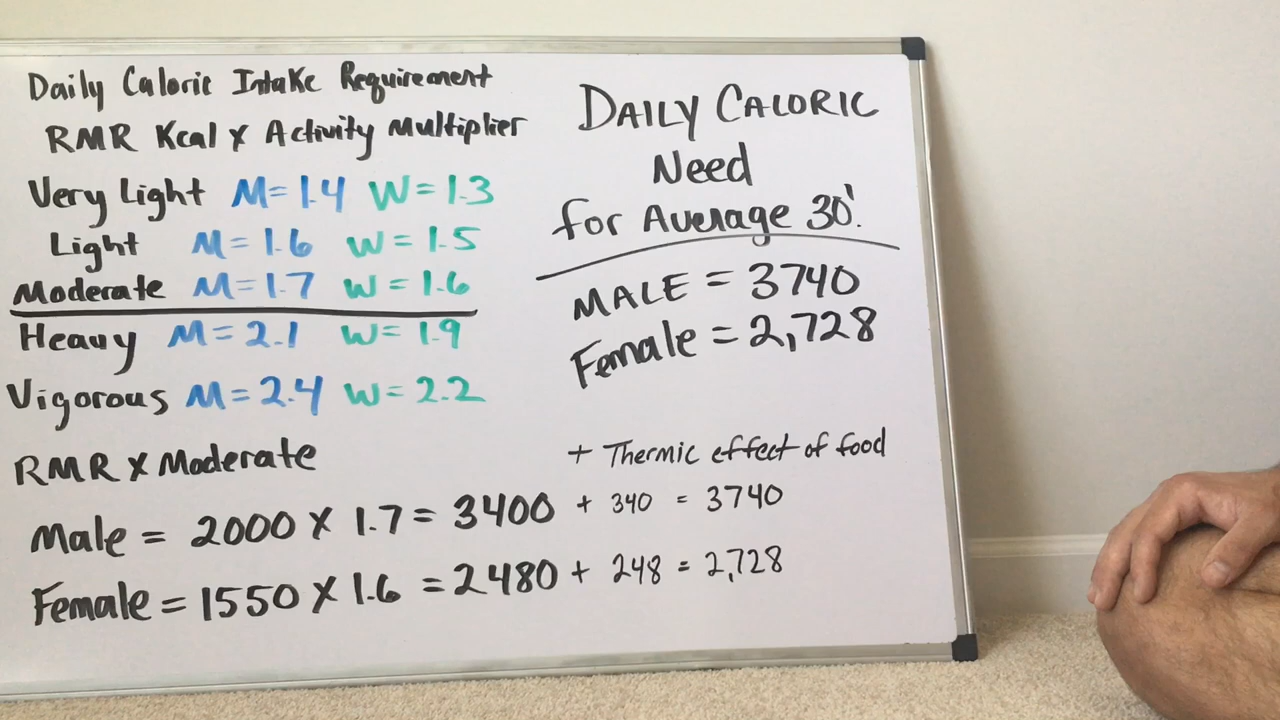 Daily Caloric Intake Requirement
RMR Kcal x Activity Multiplier
Very Light M=1.4 W=1.3
Light M=1.6 W=1.5
Moderate M=1.7 W=1.6
Heavy M=2.1 W=1.9
Vigorous M=2.4 W=2.2
RMR x Moderate
Male = 2000 x 1.7 = 3400 + 340 = 3740
Female = 1550 x 1.6 = 2480 + 248 = 2,728
DAILY CALORIC
Need
for Average 30'.
MALE = 3740
Female = 2,728
+ Thermic effect of food